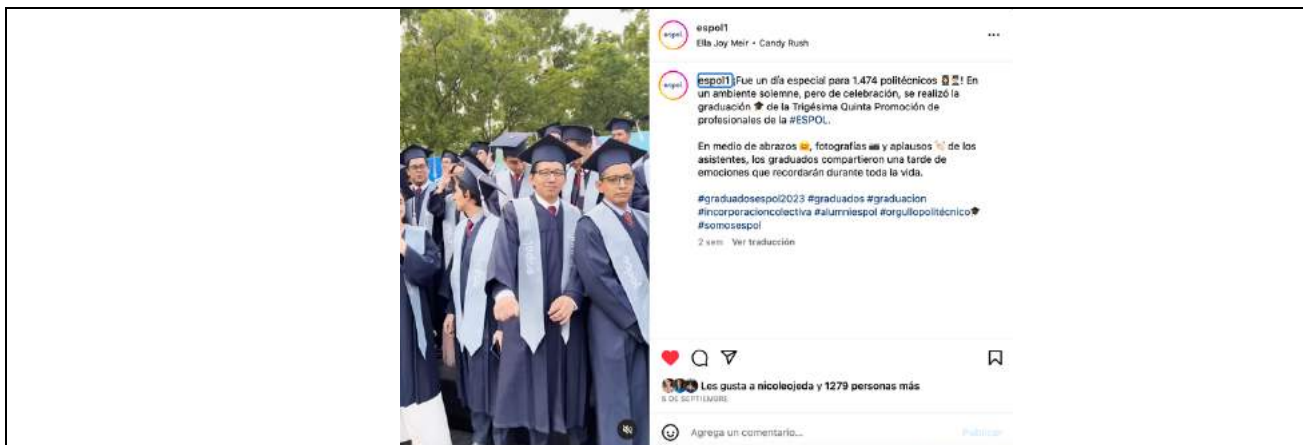 espol1
Ella Joy Meir • Candy Rush
espol
espol
espol1 ¡Fue un día especial para 1.474 politécnicos 👩🏻‍🎓👨🏻‍🎓! En
un ambiente solemne, pero de celebración, se realizó la
graduación 🎓 de la Trigésima Quinta Promoción de
profesionales de la #ESPOL.
En medio de abrazos 🤗, fotografías 📸 y aplausos 👏🏻 de los
asistentes, los graduados compartieron una tarde de
emociones que recordarán durante toda la vida.
#graduadosespol2023 #graduados #graduacion
#incorporacioncolectiva #alumniespol #orgullopolitécnico🎓
#somosespol
2 sem Ver traducción
Les gusta a nicoleojeda y 1279 personas más
5 DE SEPTIEMBRE
Agrega un comentario...
Publicar